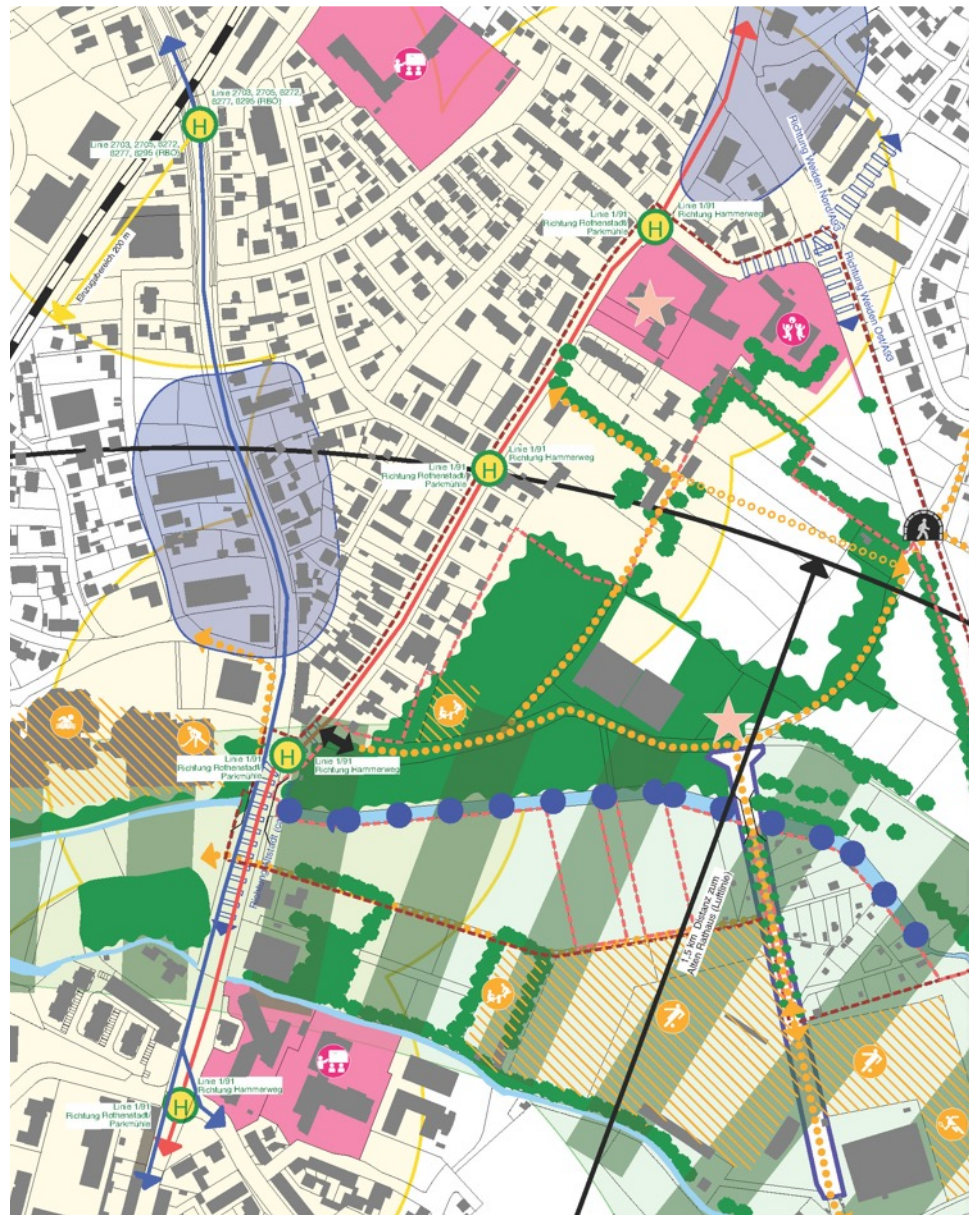 Linie 2703, 2705, 8272,
8277, 8295 (RBO)
H
Linie 2703, 2705, 8272,
8277, 8295 (RBO)
Einzugsbereich 200 m
Linie 1/91
Richtung Rothenstadt/
Parkmühle
H
Linie 1/91
Richtung Hammerweg
Richtung Weiden Nord/A93
Richtung Weiden Ost/A93
Linie 1/91
Richtung Rothenstadt/
Parkmühle
H
Linie 1/91
Richtung Hammerweg
Linie 1/91
Richtung Rothenstadt/
Parkmühle
H
Linie 1/91
Richtung Hammerweg
Richtung Altstadt
1,5 km Distanz zum
Alten Rathaus (Luftlinie)
Linie 1/91
Richtung Rothenstadt/
Parkmühle
H
Linie 1/91
Richtung Hammerweg